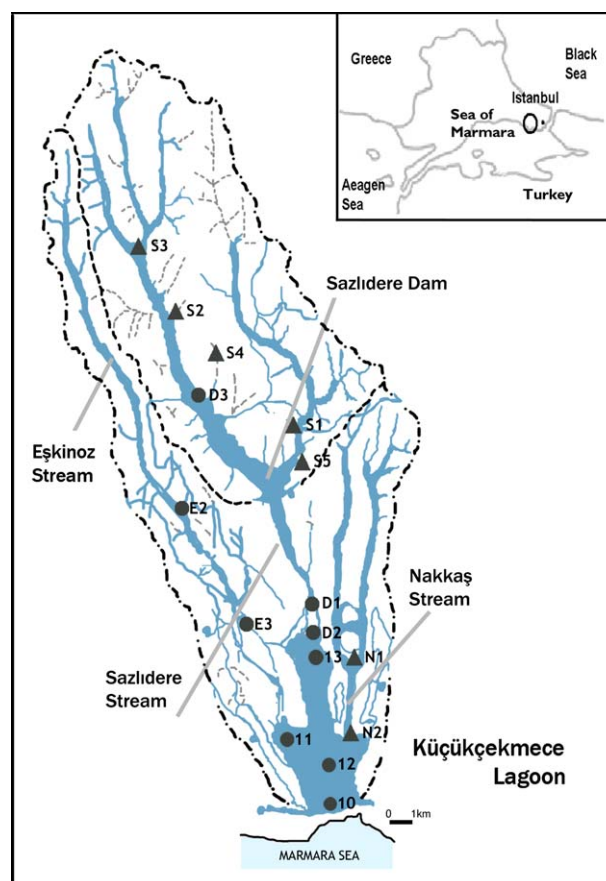 Greece
Black
Sea
Istanbul
Sea of
Marmara
Aeagen
Sea
Turkey
S3
Sazlıdere Dam
S2
S4
D3
S1
Eşkinoz
Stream
S5
E2
Nakkaş
Stream
D1
E3
D2
13
N1
Sazlıdere
Stream
11
N2
Küçükçekmece
Lagoon
12
10
0 1km
MARMARA SEA